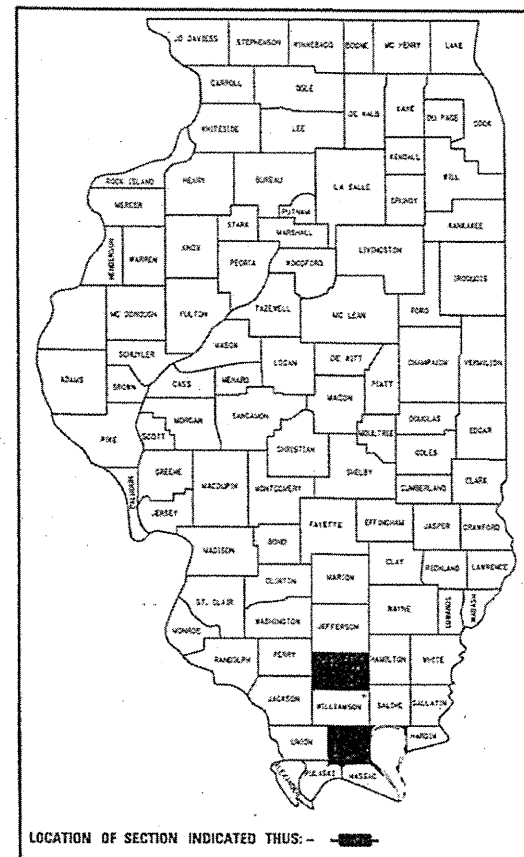 JO DAVIESS STEPHENSON WINNEBAGO BOONE MC HENRY LAKE
CARROLL OGLE
DE KALB KANE DU PAGE COOK
WHITESIDE LEE
KENDALL WILL
ROCK ISLAND HENRY BUREAU LA SALLE
GRUNDY
MERCER PUTNAM
STARK MARSHALL KANKAKEE
HENDERSON WARREN KNOX PEORIA WOODFORD LIVINGSTON
IROQUOIS
MC DONOUGH FULTON TAZEWELL MC LEAN FORD
MASON
SCHUYLER LOGAN DE WITT CHAMPAIGN VERMILION
ADAMS BROWN CASS MENARD MACON PIATT
MORGAN SANGAMON DOUGLAS
PIKE SCOTT CHRISTIAN MOULTRIE COLES EDGAR
GREENE MACOUPIN MONTGOMERY SHELBY CUMBERLAND CLARK
CALHOUN JERSEY
FAYETTE EFFINGHAM JASPER CRAWFORD
MADISON BOND
CLAY RICHLAND LAWRENCE
CLINTON MARION
ST. CLAIR WAYNE EDWARDS WABASH
WASHINGTON JEFFERSON
MONROE
RANDOLPH PERRY HAMILTON WHITE
JACKSON WILLIAMSON SALINE GALLATIN
UNION HARDIN
ALEXANDER PULASKI MASSAC
LOCATION OF SECTION INDICATED THUS: -